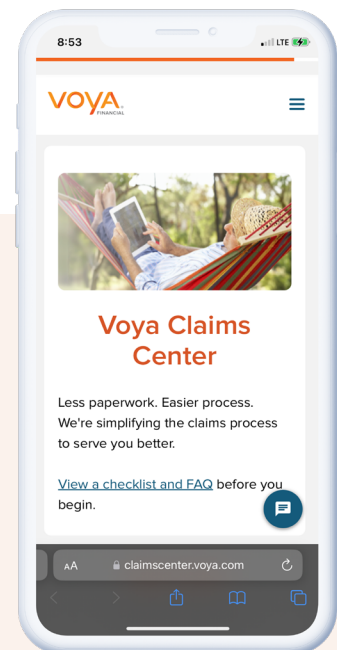 8:53
LTE
VOYA
FINANCIAL
Voya Claims
Center
Less paperwork. Easier process.
We're simplifying the claims process
to serve you better.
View a checklist and FAQ before you
begin.
AA claimscenter.voya.com